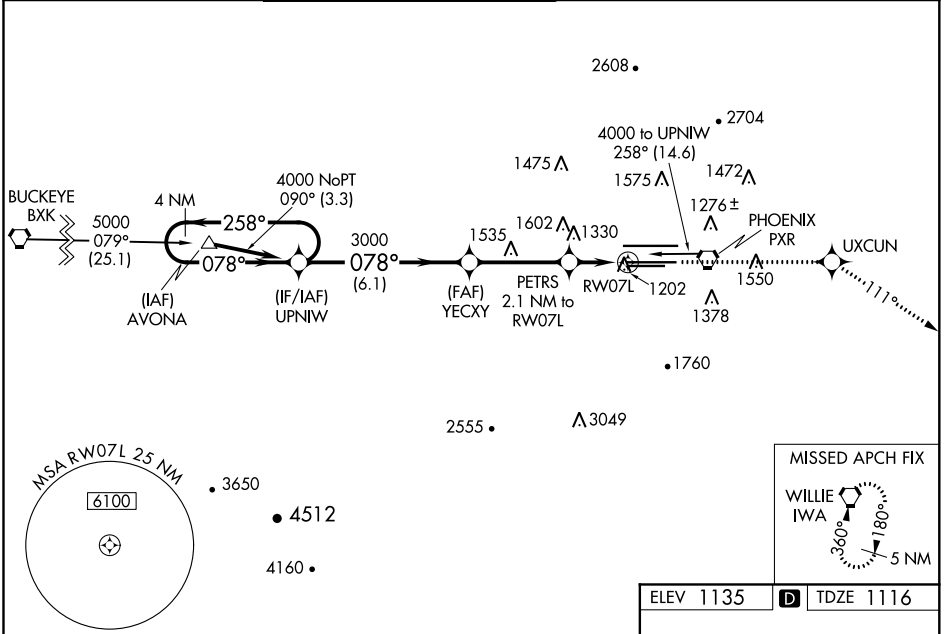 2608
2704
4000 to UPNIW
258° (14.6)
1475
1575
1472
BUCKEYE
BXK
5000
079°
(25.1)
4 NM
258°
078°
4000 NoPT
090° (3.3)
3000
078°
(6.1)
1602
1535
1330
1276±
PHOENIX
PXR
UXCUN
(IAF)
AVONA
(IF/IAF)
UPNIW
(FAF)
YECXY
PETRS
2.1 NM to
RW07L
RW07L
1202
1550
1378
111°
1760
2555
3049
MSA RW07L 25 NM
6100
3650
4512
4160
MISSED APCH FIX
WILLIE
IWA
360°
180°
5 NM
ELEV 1135 D TDZE 1116